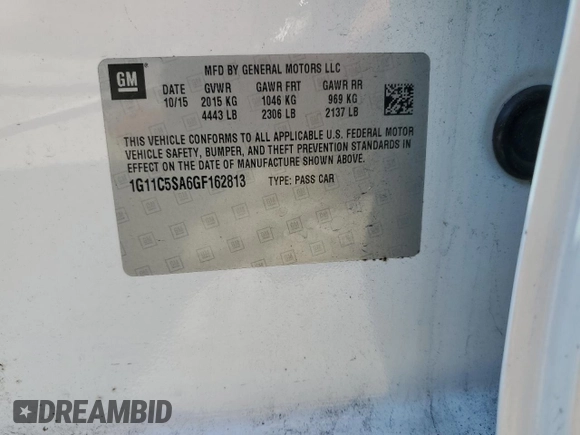 GM
MFD BY GENERAL MOTORS LLC
DATE GVWR GAWR FRT GAWR RR
10/15 2015 KG 1046 KG 969 KG
4443 LB 2306 LB 2137 LB
THIS VEHICLE CONFORMS TO ALL APPLICABLE U.S. FEDERAL MOTOR
VEHICLE SAFETY, BUMPER, AND THEFT PREVENTION STANDARDS IN
EFFECT ON THE DATE OF MANUFACTURE SHOWN ABOVE.
1G11C5SA6GF162813 TYPE: PASS CAR
DREAMBID